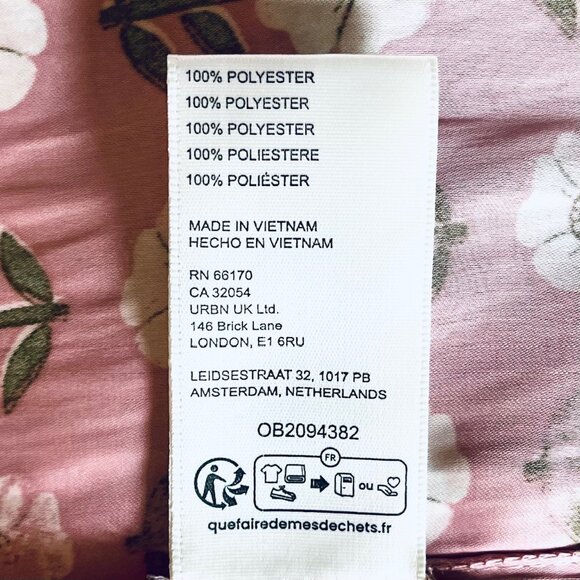 100% POLYESTER
100% POLYESTER
100% POLYESTER
100% POLIESTERE
100% POLIÉSTER
MADE IN VIETNAM
HECHO EN VIETNAM
RN 66170
CA 32054
URBN UK Ltd.
146 Brick Lane
LONDON, E1 6RU
LEIDSESTRAAT 32, 1017 PB
AMSTERDAM, NETHERLANDS
OB2094382
FR
ou
quefairedemesdechets.fr